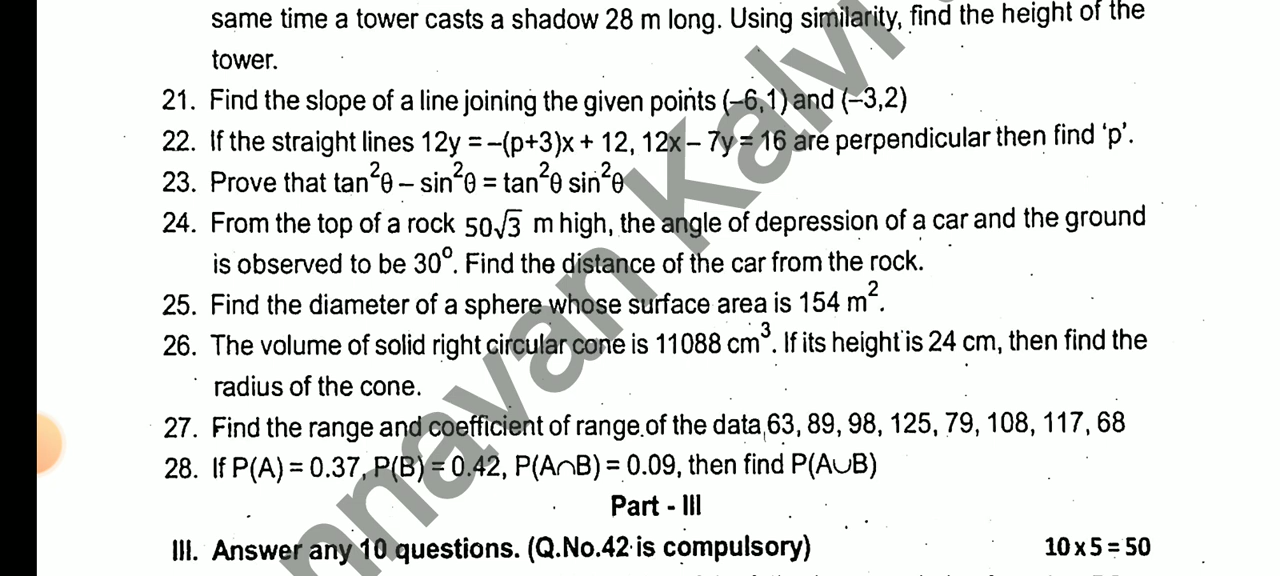 same time a tower casts a shadow 28 m long. Using similarity, find the height of the
tower.
21. Find the slope of a line joining the given points (–6,1) and (–3,2)
22. If the straight lines 12y = –(p+3)x + 12, 12x – 7y = 16 are perpendicular then find ‘p’.
23. Prove that tan²θ – sin²θ = tan²θ sin²θ
24. From the top of a rock 50√3 m high, the angle of depression of a car and the ground
is observed to be 30°. Find the distance of the car from the rock.
25. Find the diameter of a sphere whose surface area is 154 m².
26. The volume of solid right circular cone is 11088 cm³. If its height is 24 cm, then find the
radius of the cone.
27. Find the range and coefficient of range of the data 63, 89, 98, 125, 79, 108, 117, 68
28. If P(A) = 0.37, P(B) = 0.42, P(A∩B) = 0.09, then find P(A∪B)
Part - III
III. Answer any 10 questions. (Q.No.42 is compulsory) 10 x 5 = 50